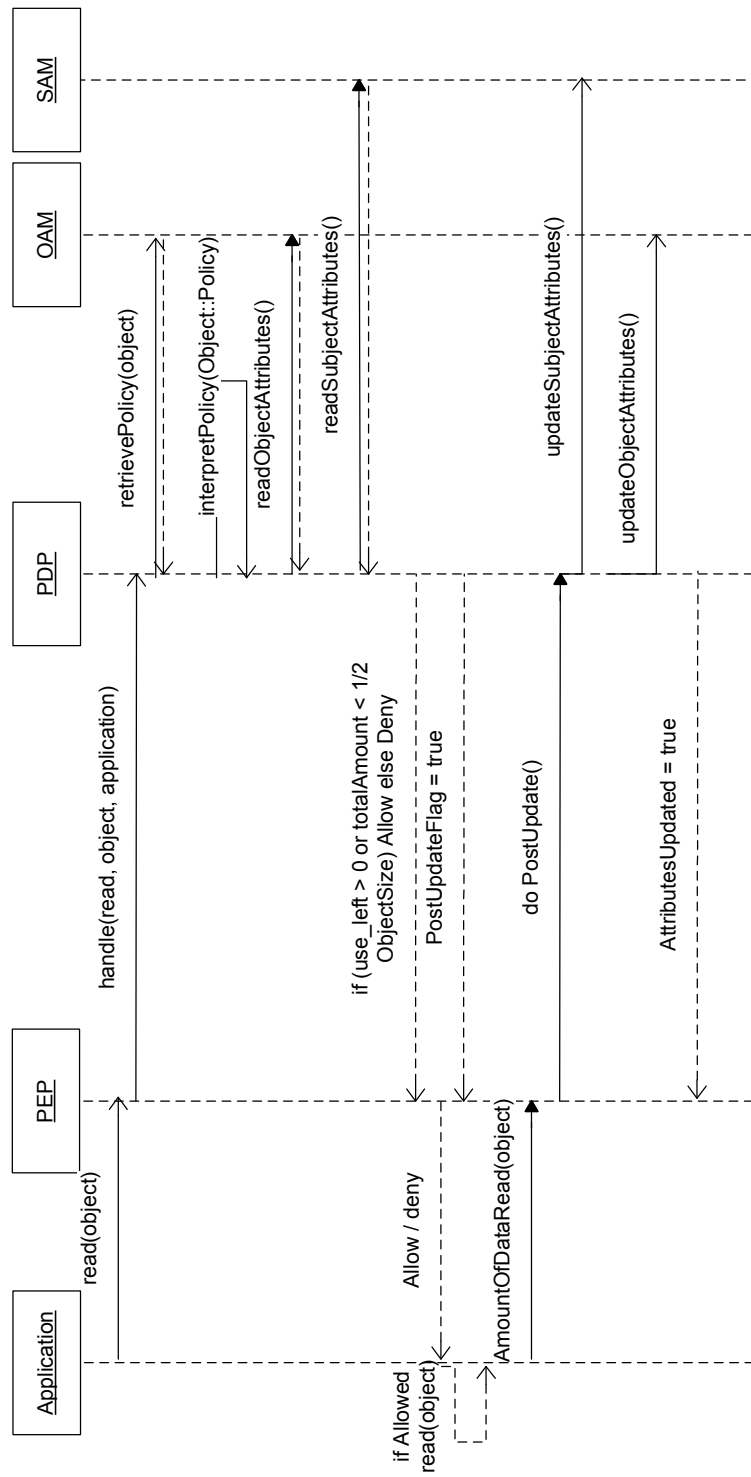 Application
PEP
PDP
OAM
SAM
read(object)
handle(read, object, application)
retrievePolicy(object)
interpretPolicy(Object::Policy)
readObjectAttributes()
readSubjectAttributes()
if (use_left > 0 or totalAmount < 1/2
ObjectSize) Allow else Deny
PostUpdateFlag = true
Allow / deny
if Allowed
read(object)
AmountOfDataRead(object)
do PostUpdate()
updateSubjectAttributes()
updateObjectAttributes()
AttributesUpdated = true